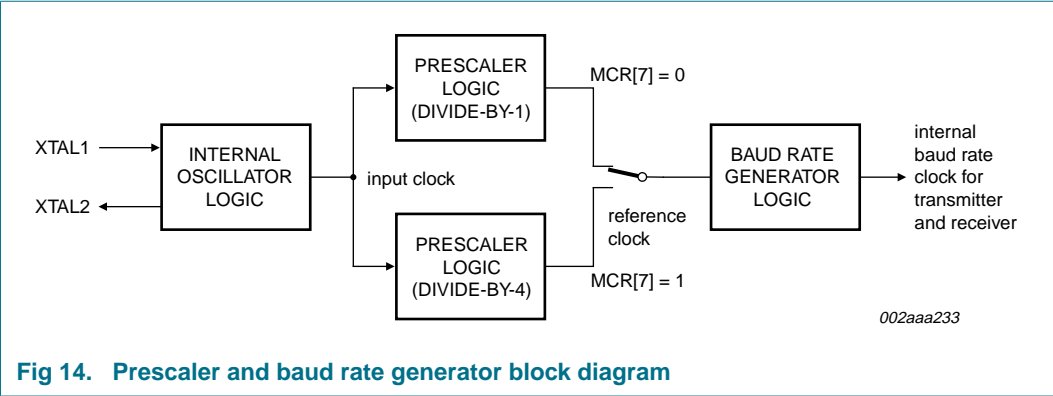 PRESCALER
LOGIC
(DIVIDE-BY-1)
MCR[7] = 0
XTAL1
XTAL2
INTERNAL
OSCILLATOR
LOGIC
input clock
BAUD RATE
GENERATOR
LOGIC
internal
baud rate
clock for
transmitter
and receiver
reference
clock
PRESCALER
LOGIC
(DIVIDE-BY-4)
MCR[7] = 1
002aaa233
Fig 14. Prescaler and baud rate generator block diagram